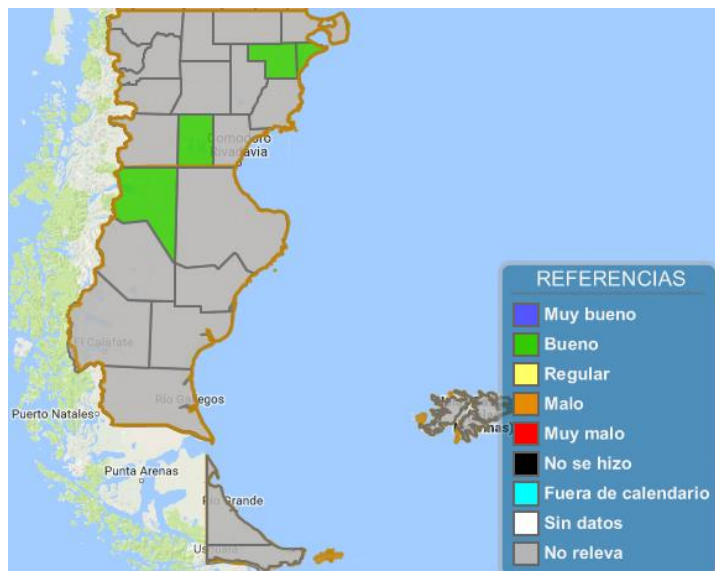 Comodoro
Rivadavia
El Calafate
Río Gallegos
Puerto Natales
Punta Arenas
Río Grande
Ushuaia
REFERENCIAS
Muy bueno
Bueno
Regular
Malo
Muy malo
No se hizo
Fuera de calendario
Sin datos
No releva